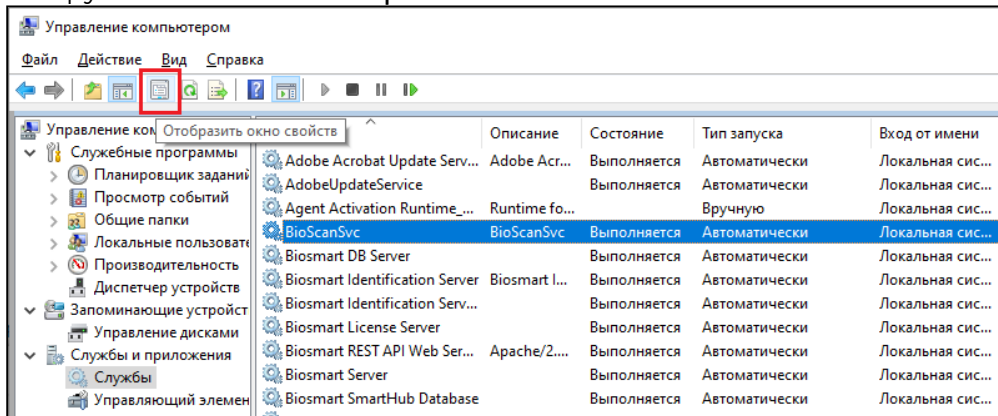 Управление компьютером
Файл Действие Вид Справка
Отобразить окно свойств
Описание Состояние Тип запуска Вход от имени
Управление ком
Служебные программы
Планировщик заданий
Просмотр событий
Общие папки
Локальные пользовате
Производительность
Диспетчер устройств
Запоминающие устройст
Управление дисками
Службы и приложения
Службы
Управляющий элемен
Adobe Acrobat Update Serv... Adobe Acr... Выполняется Автоматически Локальная сис...
AdobeUpdateService Выполняется Автоматически Локальная сис...
Agent Activation Runtime_... Runtime fo... Вручную Локальная сис...
BioScanSvc BioScanSvc Выполняется Автоматически Локальная сис...
Biosmart DB Server Выполняется Автоматически Локальная сис...
Biosmart Identification Server Biosmart I... Выполняется Автоматически Локальная сис...
Biosmart Identification Serv... Выполняется Автоматически Локальная сис...
Biosmart License Server Выполняется Автоматически Локальная сис...
Biosmart REST API Web Ser... Apache/2.... Выполняется Автоматически Локальная сис...
Biosmart Server Выполняется Автоматически Локальная сис...
Biosmart SmartHub Database Выполняется Автоматически Локальная сис...